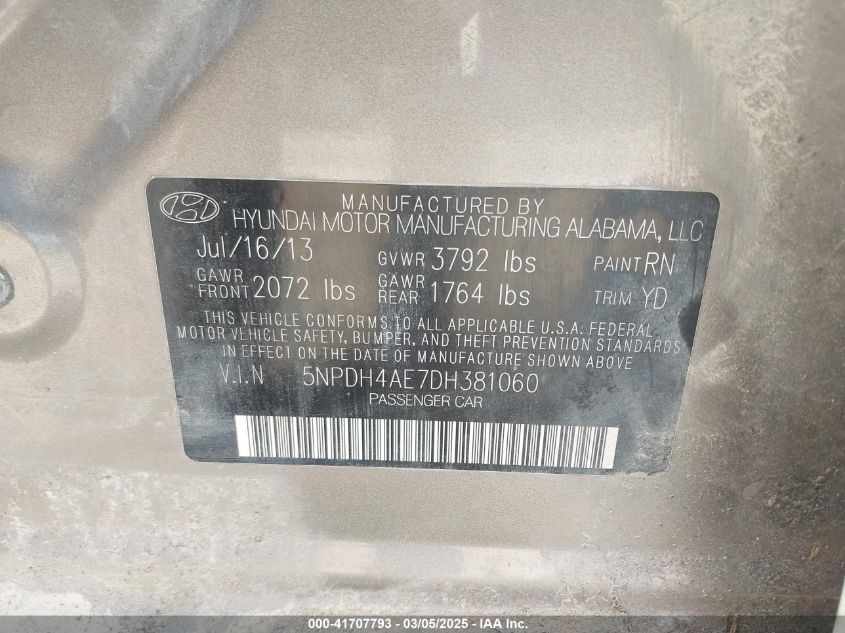 MANUFACTURED BY
HYUNDAI MOTOR MANUFACTURING ALABAMA, LLC
Jul/16/13 GVWR 3792 lbs PAINT RN
GAWR FRONT 2072 lbs GAWR REAR 1764 lbs TRIM YD
THIS VEHICLE CONFORMS TO ALL APPLICABLE U.S.A. FEDERAL
MOTOR VEHICLE SAFETY, BUMPER, AND THEFT PREVENTION STANDARDS
IN EFFECT ON THE DATE OF MANUFACTURE SHOWN ABOVE
V.I.N 5NPDH4AE7DH381060
PASSENGER CAR
000-41707793 - 03/05/2025 - IAA Inc.